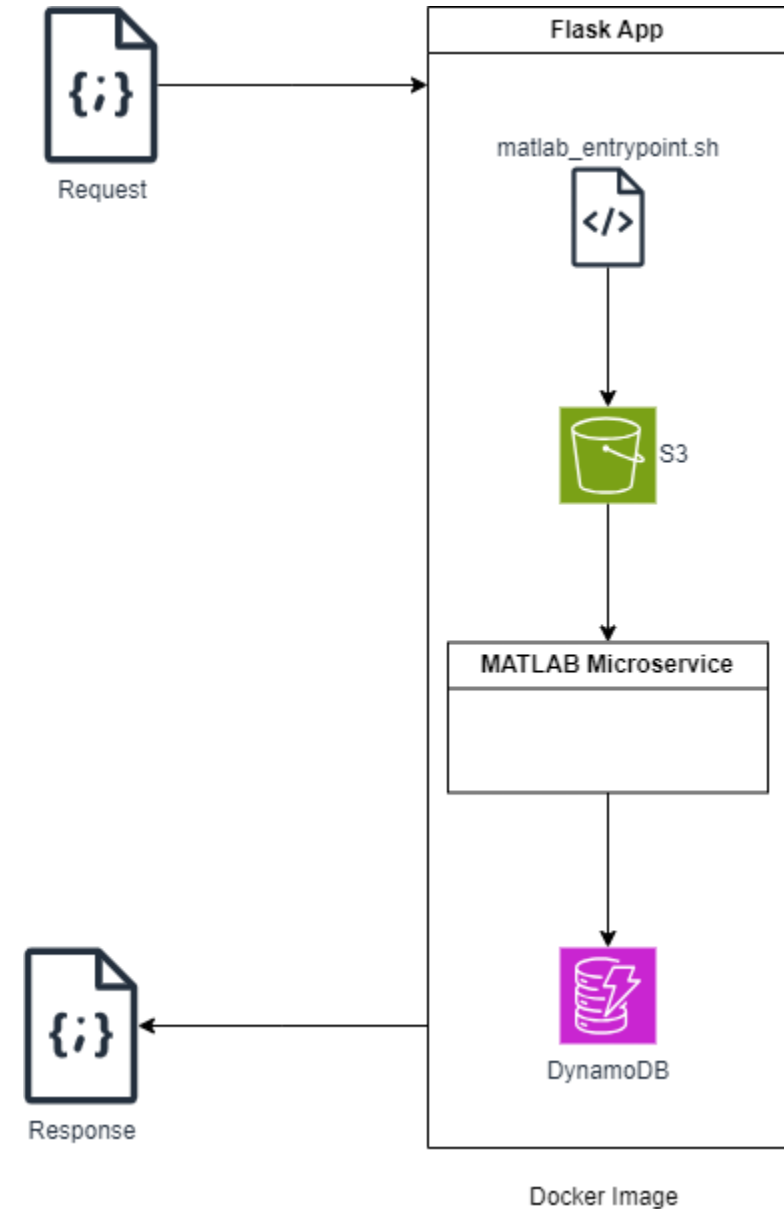 Flask App
{;}
Request
matlab_entrypoint.sh
</>
S3
MATLAB Microservice
{;}
Response
DynamoDB
Docker Image